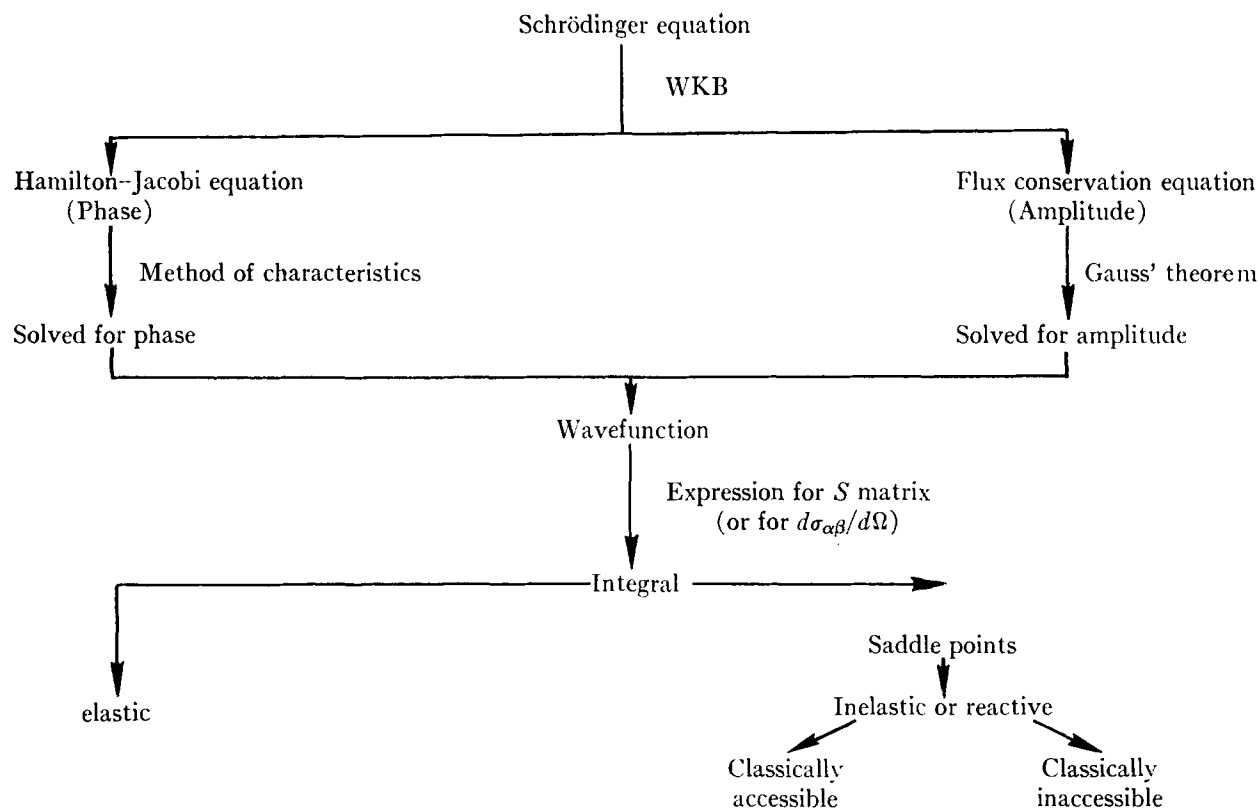 Schrödinger equation
WKB
Hamilton–Jacobi equation
(Phase)
Flux conservation equation
(Amplitude)
Method of characteristics
Gauss' theorem
Solved for phase
Solved for amplitude
Wavefunction
Expression for S matrix
(or for dσαβ/dΩ)
Integral
Saddle points
elastic
Inelastic or reactive
Classically
accessible
Classically
inaccessible